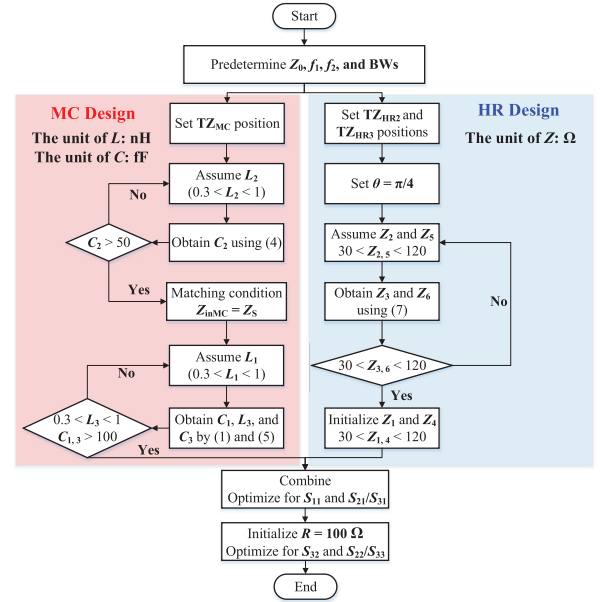 Start
Predetermine Z₀, f₁, f₂, and BWs
MC Design
The unit of L: nH
The unit of C: fF
Set TZ_MC position
Assume L₂
(0.3 < L₂ < 1)
No
C₂ > 50
Obtain C₂ using (4)
Yes
Matching condition
Z_inMC = Z_S
Assume L₁
(0.3 < L₁ < 1)
No
0.3 < L₃ < 1
C₁,₃ > 100
Obtain C₁, L₃, and
C₃ by (1) and (5)
Yes
HR Design
The unit of Z: Ω
Set TZ_HR2 and
TZ_HR3 positions
Set θ = π/4
Assume Z₂ and Z₅
30 < Z₂,₅ < 120
Obtain Z₃ and Z₆
using (7)
No
30 < Z₃,₆ < 120
Yes
Initialize Z₁ and Z₄
30 < Z₁,₄ < 120
Combine
Optimize for S₁₁ and S₂₁/S₃₁
Initialize R = 100 Ω
Optimize for S₃₂ and S₂₂/S₃₃
End